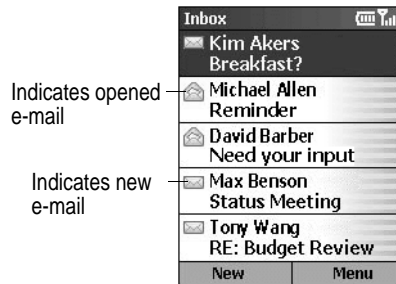 Inbox
Kim Akers
Breakfast?
Indicates opened
e-mail
Michael Allen
Reminder
David Barber
Need your input
Indicates new
e-mail
Max Benson
Status Meeting
Tony Wang
RE: Budget Review
New Menu